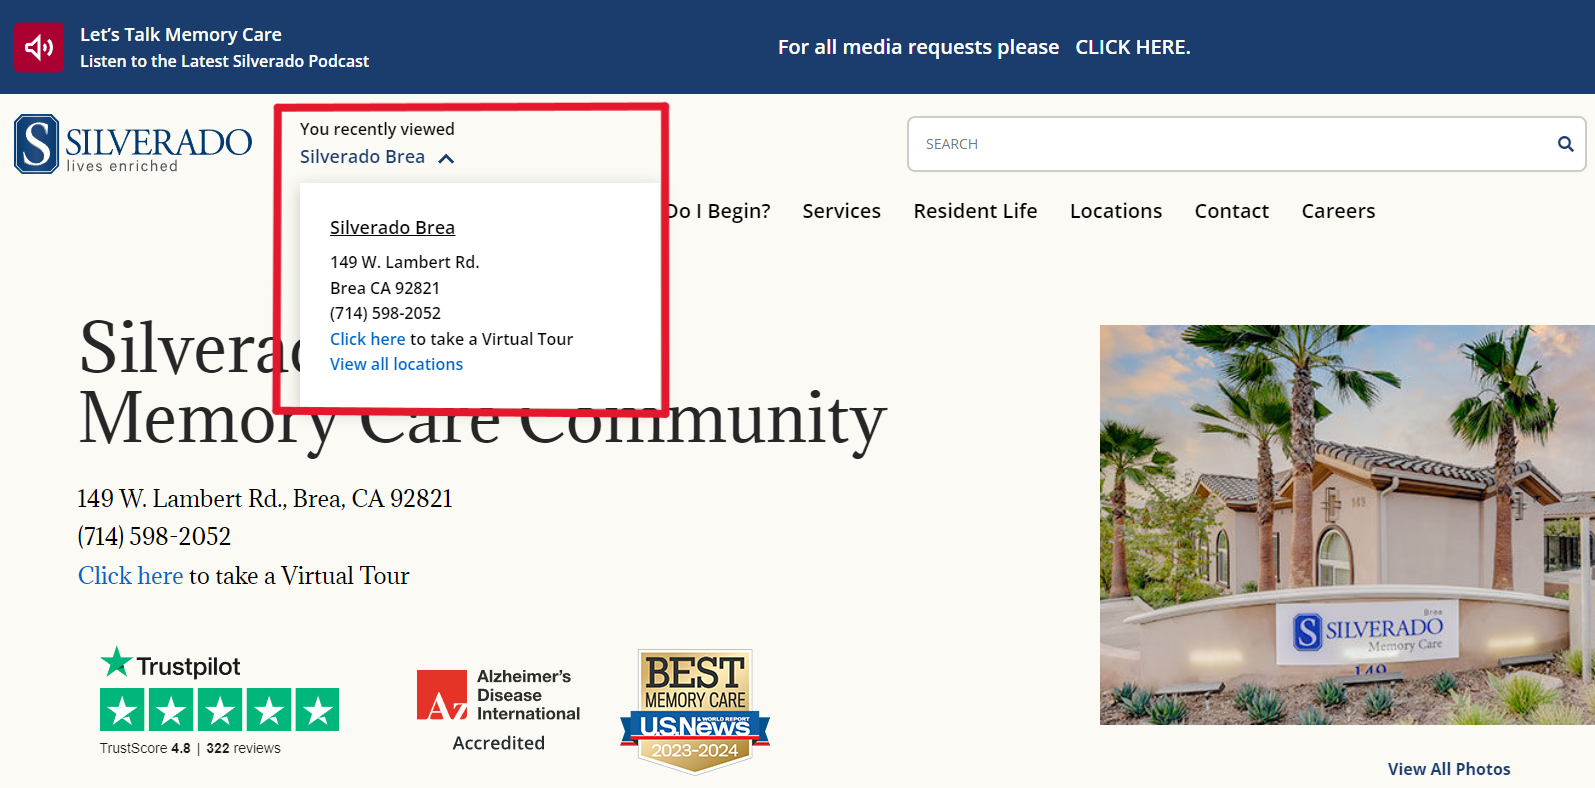 Let's Talk Memory Care
Listen to the Latest Silverado Podcast
For all media requests please CLICK HERE.
S SILVERADO
lives enriched
You recently viewed
Silverado Brea
SEARCH
Do I Begin?
Services
Resident Life
Locations
Contact
Careers
Silverado Brea
149 W. Lambert Rd.
Brea CA 92821
(714) 598-2052
Click here to take a Virtual Tour
View all locations
Silverad
Memory Care Community
149 W. Lambert Rd., Brea, CA 92821
(714) 598-2052
Click here to take a Virtual Tour
149
Brea
S SILVERADO
Memory Care
149
Trustpilot
TrustScore 4.8 | 322 reviews
Az
Alzheimer's
Disease
International
Accredited
BEST
MEMORY CARE
U.S. News
& WORLD REPORT
2023-2024
View All Photos